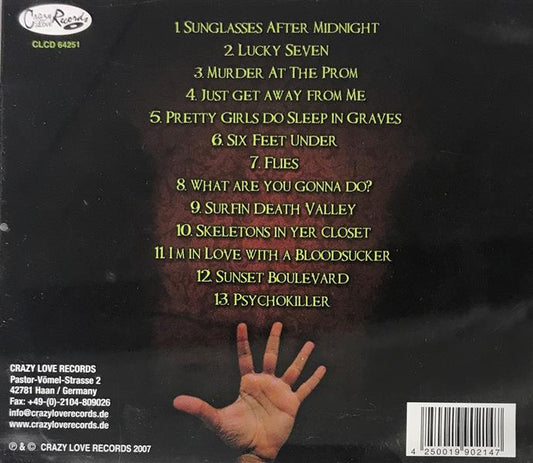 Crazy Love Records
CLCD 64251
1. Sunglasses After Midnight
2. Lucky Seven
3. Murder At The Prom
4. Just get away from Me
5. Pretty Girls do Sleep in Graves
6. Six Feet Under
7. Flies
8. What are you gonna do?
9. Surfin Death Valley
10. Skeletons in yer closet
11. I m in Love with a Bloodsucker
12. Sunset Boulevard
13. Psychokiller
CRAZY LOVE RECORDS
Pastor-Vömel-Strasse 2
42781 Haan / Germany
Fax: +49-(0)-2104-809026
info@crazyloverecords.de
www.crazyloverecords.de
℗ & © CRAZY LOVE RECORDS 2007
4 250019 902147